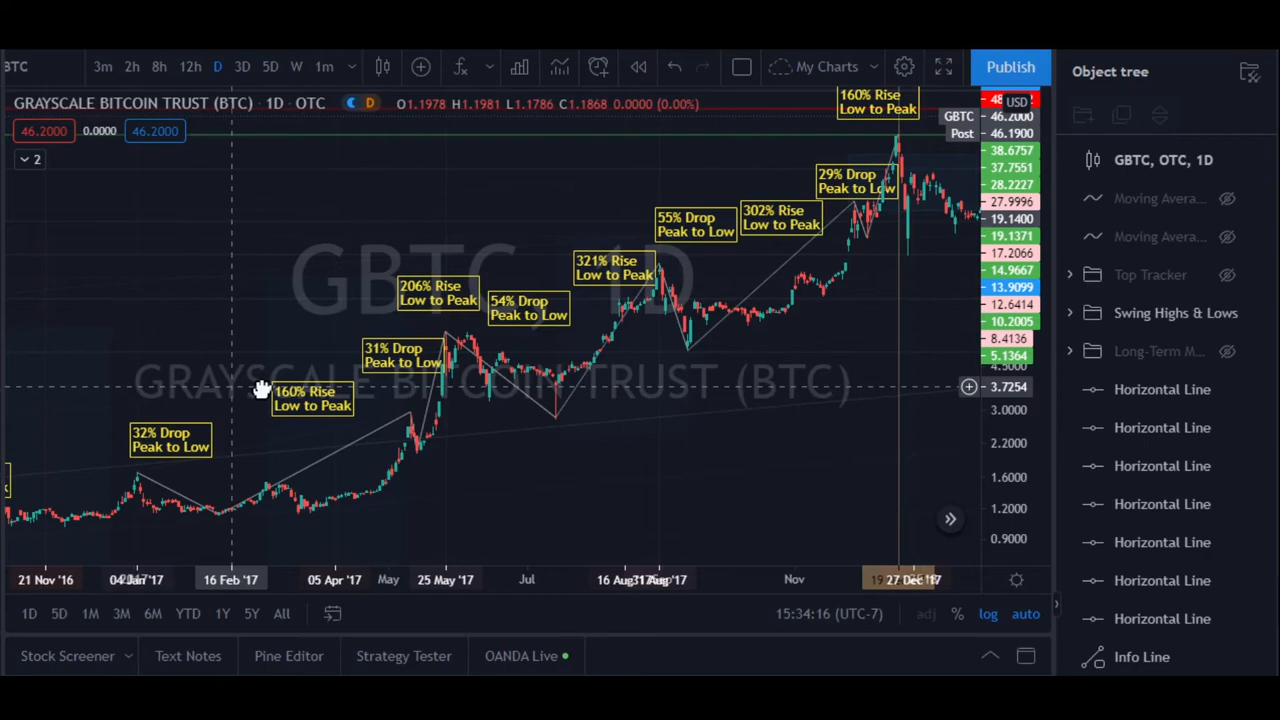 BTC 3m 2h 8h 12h D 3D 5D W 1m My Charts Publish
Object tree
GRAYSCALE BITCOIN TRUST (BTC) · 1D · OTC D O1.1978 H1.1981 L1.1786 C1.1868 0.0000 (0.00%)
46.2000 0.0000 46.2000
2
160% Rise
Low to Peak
29% Drop
Peak to Low
302% Rise
Low to Peak
55% Drop
Peak to Low
321% Rise
Low to Peak
206% Rise
Low to Peak
54% Drop
Peak to Low
31% Drop
Peak to Low
160% Rise
Low to Peak
32% Drop
Peak to Low
GBTC, 1D
GRAYSCALE BITCOIN TRUST (BTC)
USD
GBTC 46.2000
Post 46.1900
38.6757
37.7551
28.2227
27.9996
19.1400
19.1371
17.2066
14.9667
13.9099
12.6414
10.2005
8.4136
5.1364
4.5000
3.7254
3.0000
2.2000
1.6000
1.2000
0.9000
21 Nov '16 04 Jan '17 16 Feb '17 05 Apr '17 May 25 May '17 Jul 16 Aug '17 Nov 27 Dec '17
1D 5D 1M 3M 6M YTD 1Y 5Y All 15:34:16 (UTC-7) adj % log auto
Stock Screener Text Notes Pine Editor Strategy Tester OANDA Live
GBTC, OTC, 1D
Moving Avera...
Moving Avera...
Top Tracker
Swing Highs & Lows
Long-Term M...
Horizontal Line
Horizontal Line
Horizontal Line
Horizontal Line
Horizontal Line
Horizontal Line
Horizontal Line
Info Line